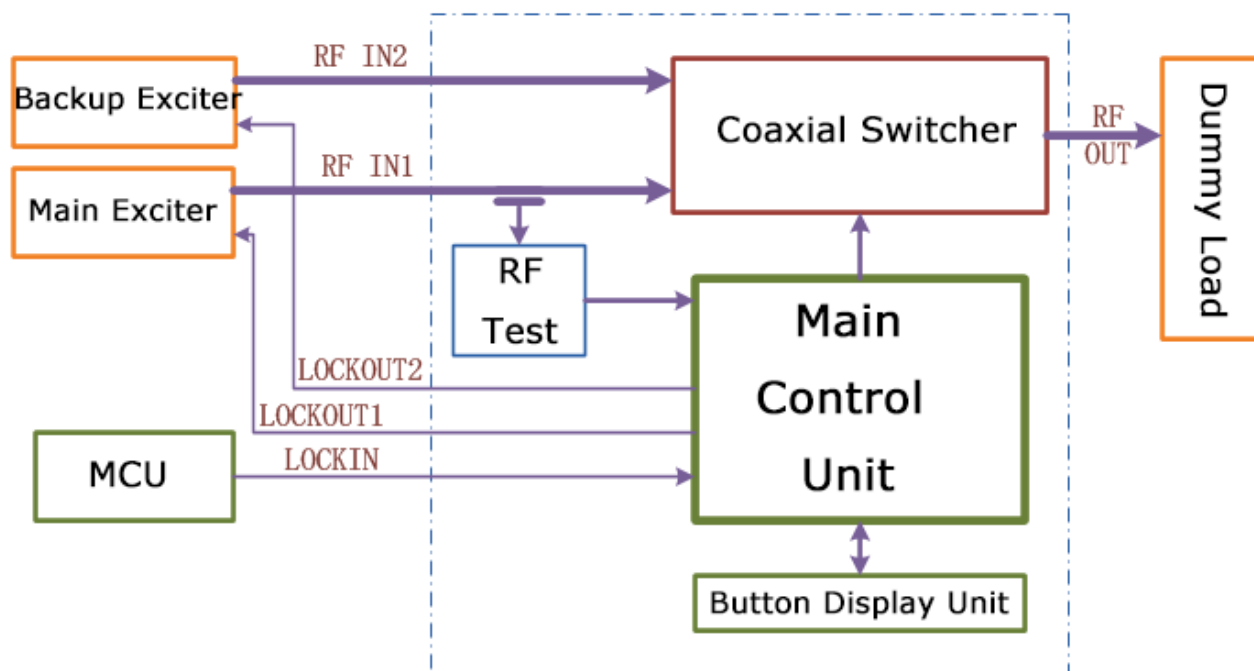 RF IN2
Backup Exciter
Coaxial Switcher
RF
OUT
Dummy Load
RF IN1
Main Exciter
RF
Test
Main
Control
Unit
LOCKOUT2
LOCKOUT1
LOCKIN
MCU
Button Display Unit